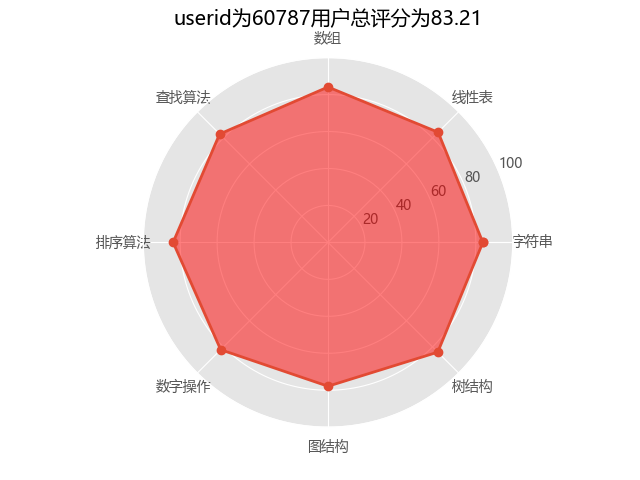 userid为60787用户总评分为83.21
数组
查找算法
线性表
100
80
60
40
20
排序算法
字符串
数字操作
树结构
图结构